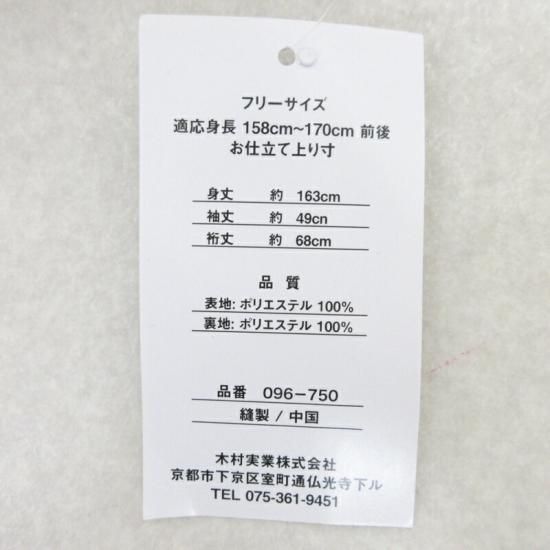 フリーサイズ
適応身長 158cm~170cm 前後
お仕立て上り寸
身丈 約 163cm
袖丈 約 49cn
裄丈 約 68cm
品質
表地: ポリエステル 100%
裏地: ポリエステル 100%
品番 096-750
縫製 / 中国
木村実業株式会社
京都市下京区室町通仏光寺下ル
TEL 075-361-9451